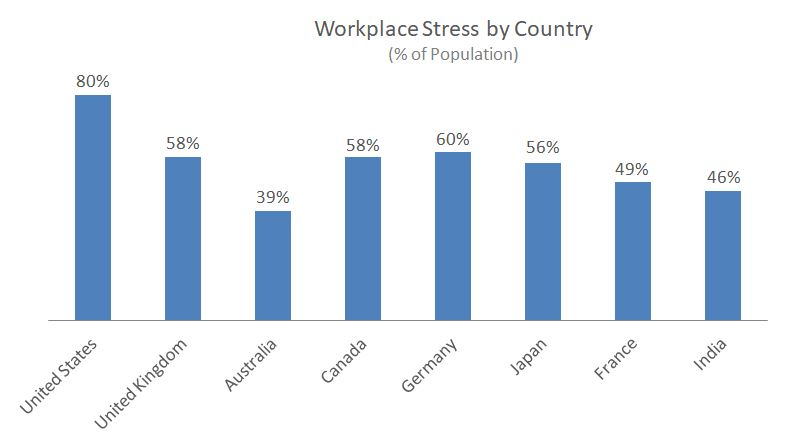 Workplace Stress by Country
(% of Population)
80%
58%
39%
58%
60%
56%
49%
46%
United States
United Kingdom
Australia
Canada
Germany
Japan
France
India